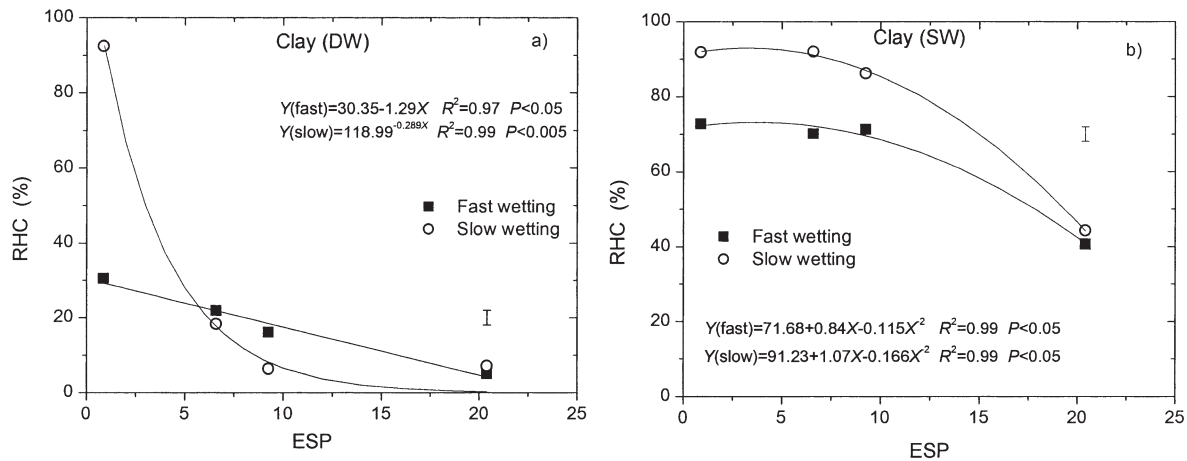 100
80
60
40
20
0
RHC (%)
Clay (DW)
a)
Y(fast)=30.35-1.29X R²=0.97 P<0.05
Y(slow)=118.99^-0.289X R²=0.99 P<0.005
Fast wetting
Slow wetting
0 5 10 15 20 25
ESP
100
80
60
40
20
0
RHC (%)
Clay (SW)
b)
Fast wetting
Slow wetting
Y(fast)=71.68+0.84X-0.115X² R²=0.99 P<0.05
Y(slow)=91.23+1.07X-0.166X² R²=0.99 P<0.05
0 5 10 15 20 25
ESP